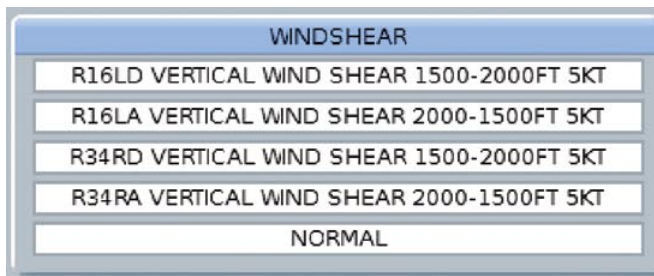 WINDSHEAR
R16LD VERTICAL WIND SHEAR 1500-2000FT 5KT
R16LA VERTICAL WIND SHEAR 2000-1500FT 5KT
R34RD VERTICAL WIND SHEAR 1500-2000FT 5KT
R34RA VERTICAL WIND SHEAR 2000-1500FT 5KT
NORMAL